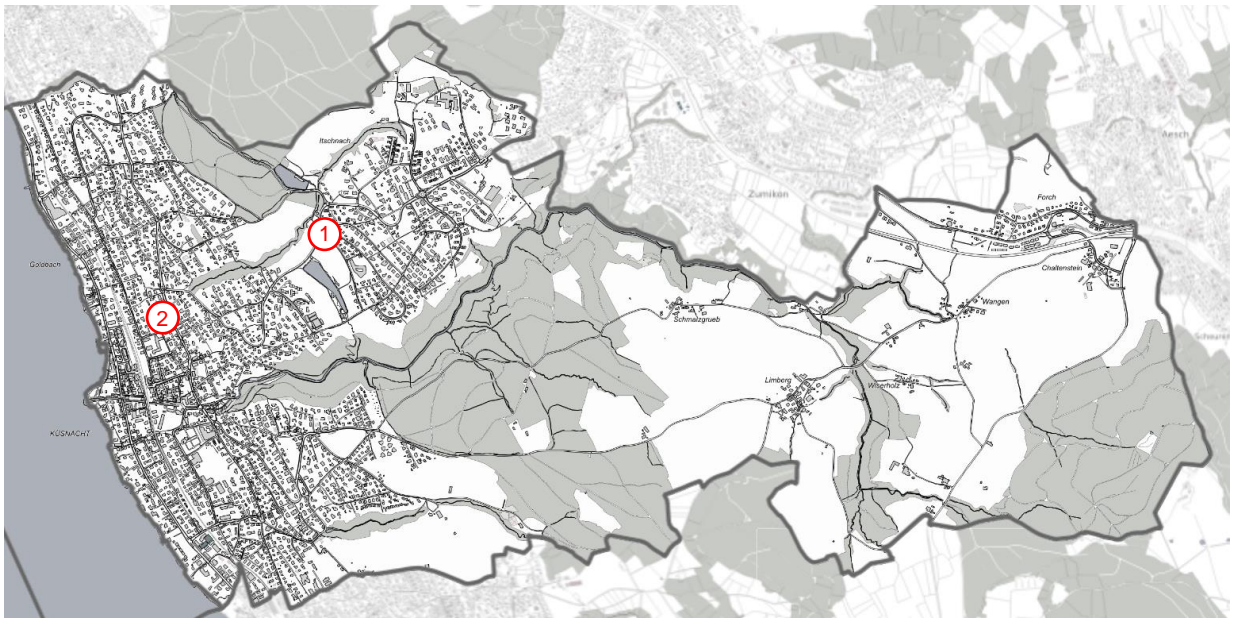 Aesch
Itschnach
Zumikon
Forch
1
Goldbach
Chaltenstein
Wangen
2
Schmalzgrueb
Limberg
Wiserholz
KÜSNACHT